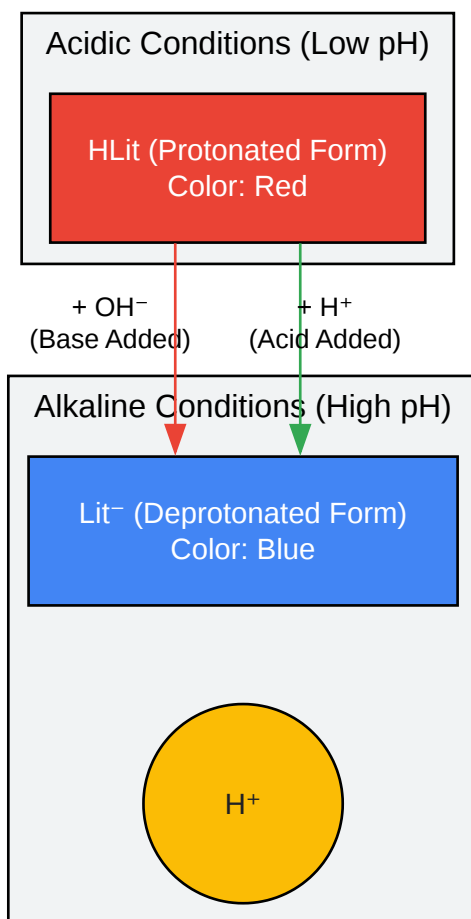 Acidic Conditions (Low pH)
HLit (Protonated Form)
Color: Red
+ OH⁻
(Base Added)
+ H⁺
(Acid Added)
Alkaline Conditions (High pH)
Lit⁻ (Deprotonated Form)
Color: Blue
H⁺